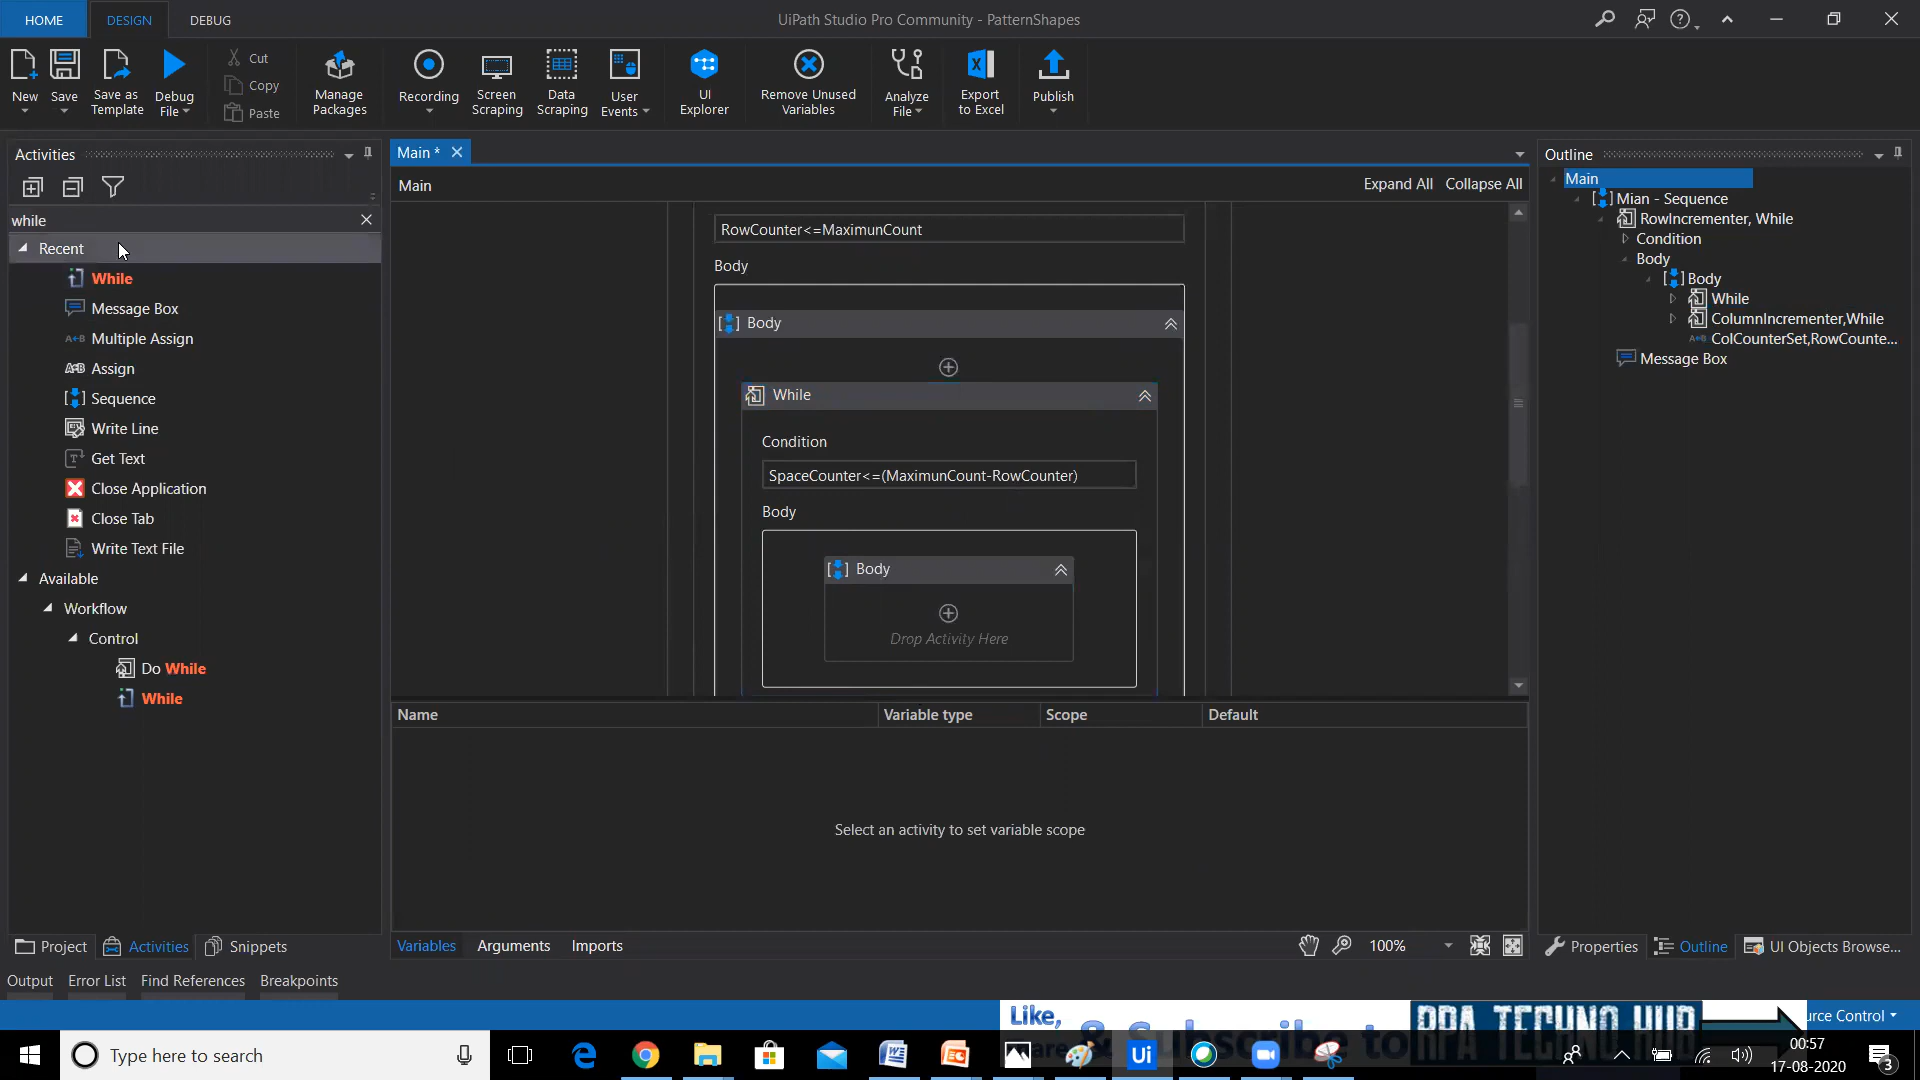 HOME DESIGN DEBUG UiPath Studio Pro Community - PatternShapes
New Save Save as Template Debug File Cut Copy Paste Manage Packages Recording Screen Scraping Data Scraping User Events UI Explorer Remove Unused Variables Analyze File Export to Excel Publish
Activities
while
Recent
While
Message Box
Multiple Assign
Assign
Sequence
Write Line
Get Text
Close Application
Close Tab
Write Text File
Available
Workflow
Control
Do While
While
Project Activities Snippets
Main *
Main Expand All Collapse All
RowCounter<=MaximunCount
Body
Body
While
Condition
SpaceCounter<=(MaximunCount-RowCounter)
Body
Body
Drop Activity Here
Name Variable type Scope Default
Select an activity to set variable scope
Variables Arguments Imports 100%
Outline
Main
Mian - Sequence
RowIncrementer, While
Condition
Body
Body
While
ColumnIncrementer,While
ColCounterSet,RowCounte...
Message Box
Properties Outline UI Objects Browse...
Output Error List Find References Breakpoints
Like, & Subscribe to RPA TECHNO HUB
urce Control
Type here to search
00:57
17-08-2020
3